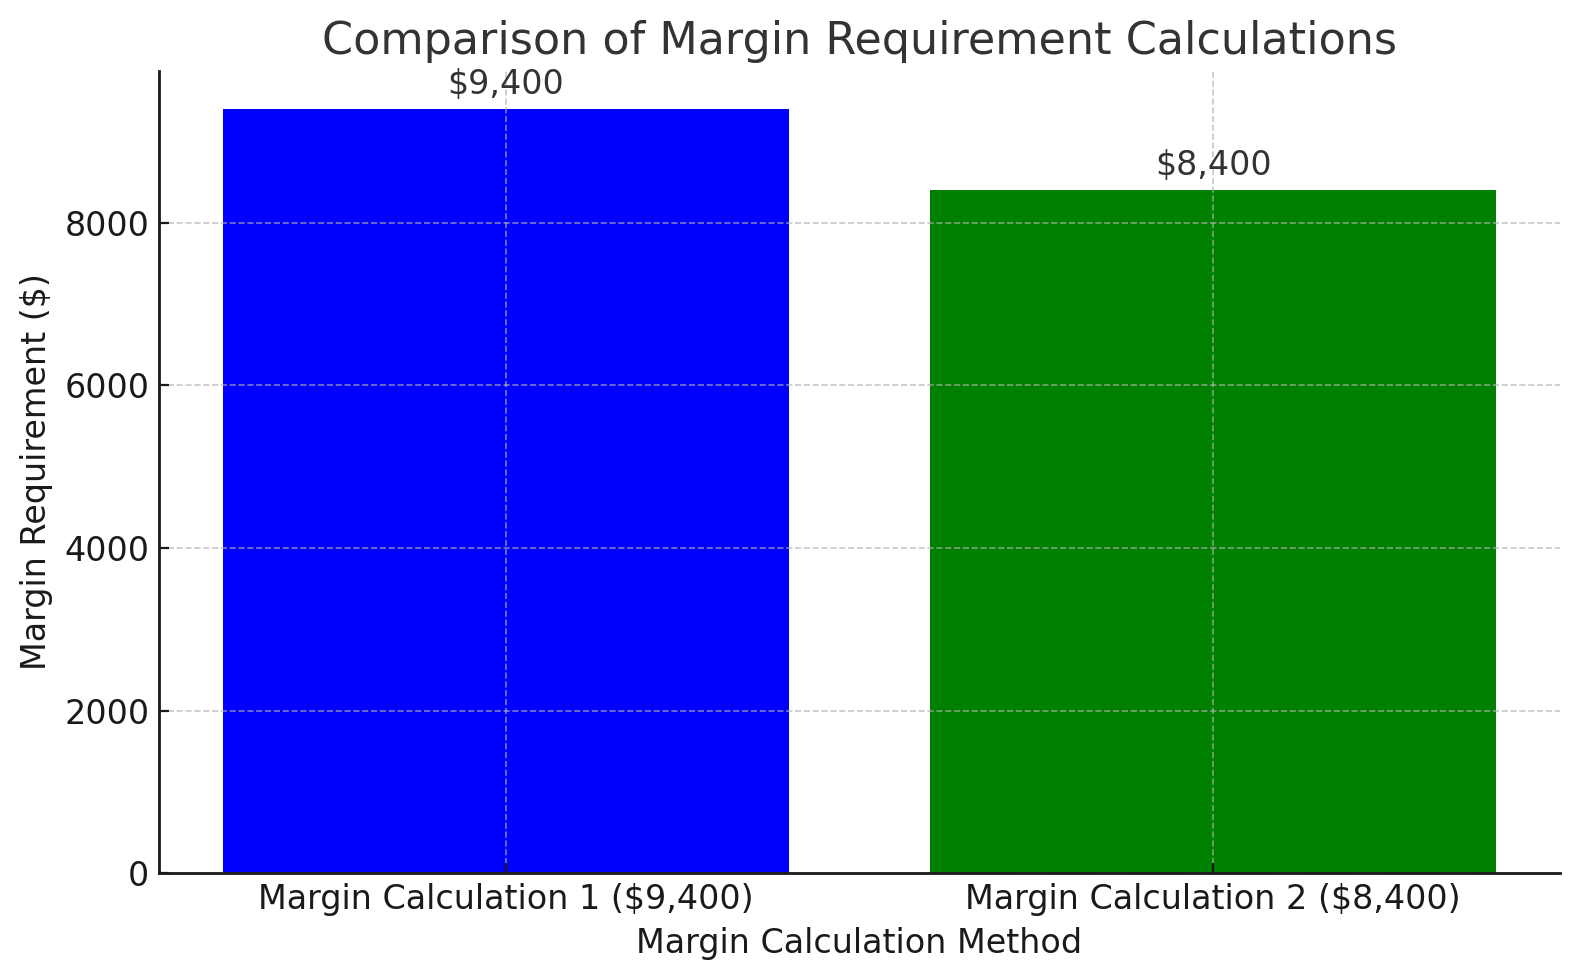 Comparison of Margin Requirement Calculations
$9,400
$8,400
Margin Requirement ($)
8000
6000
4000
2000
0
Margin Calculation 1 ($9,400)
Margin Calculation 2 ($8,400)
Margin Calculation Method